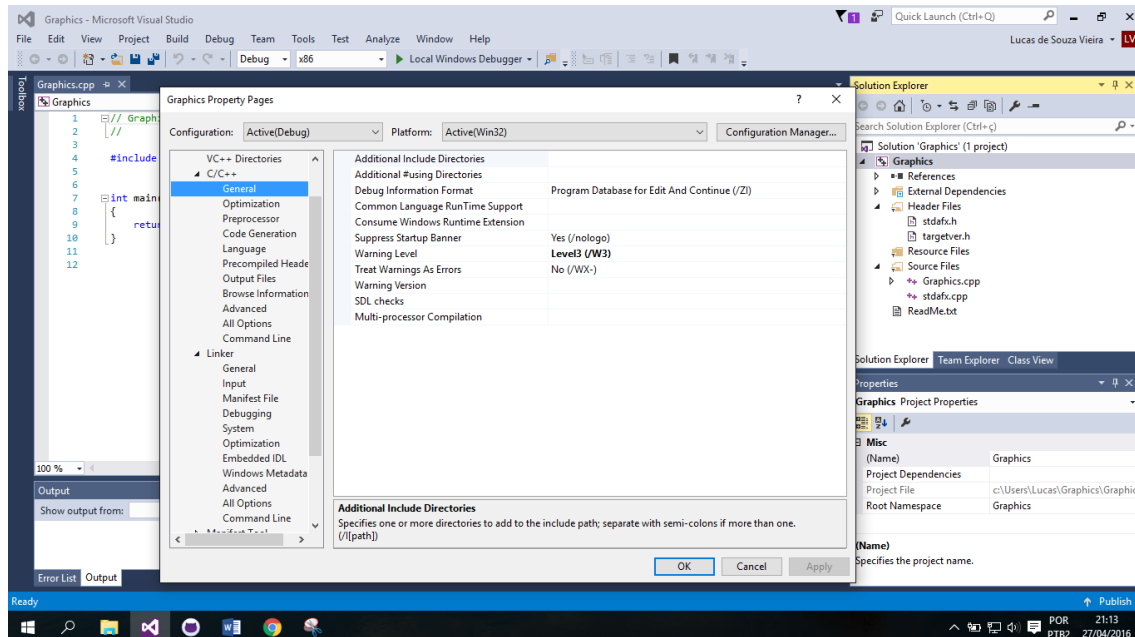 Graphics - Microsoft Visual Studio
1
Quick Launch (Ctrl+Q)
File Edit View Project Build Debug Team Tools Test Analyze Window Help
Lucas de Souza Vieira
LV
Debug
x86
Local Windows Debugger
Toolbox
Graphics.cpp
Graphics
1 // Graph
2 //
3
4 #include
5
6
7 int main
8 {
9 retu
10 }
11
12
100 %
Output
Show output from:
Error List Output
Graphics Property Pages
?
Configuration: Active(Debug) Platform: Active(Win32) Configuration Manager...
VC++ Directories
C/C++
General
Optimization
Preprocessor
Code Generation
Language
Precompiled Heade
Output Files
Browse Information
Advanced
All Options
Command Line
Linker
General
Input
Manifest File
Debugging
System
Optimization
Embedded IDL
Windows Metadata
Advanced
All Options
Command Line
Additional Include Directories
Additional #using Directories
Debug Information Format Program Database for Edit And Continue (/ZI)
Common Language RunTime Support
Consume Windows Runtime Extension
Suppress Startup Banner Yes (/nologo)
Warning Level Level3 (/W3)
Treat Warnings As Errors No (/WX-)
Warning Version
SDL checks
Multi-processor Compilation
Additional Include Directories
Specifies one or more directories to add to the include path; separate with semi-colons if more than one.
(/I[path])
OK Cancel Apply
Solution Explorer
Search Solution Explorer (Ctrl+ç)
Solution 'Graphics' (1 project)
Graphics
References
External Dependencies
Header Files
stdafx.h
targetver.h
Resource Files
Source Files
Graphics.cpp
stdafx.cpp
ReadMe.txt
Solution Explorer Team Explorer Class View
Properties
Graphics Project Properties
Misc
(Name) Graphics
Project Dependencies
Project File c:\Users\Lucas\Graphics\Graphic
Root Namespace Graphics
(Name)
Specifies the project name.
Ready
Publish
POR
PTB2
21:13
27/04/2016